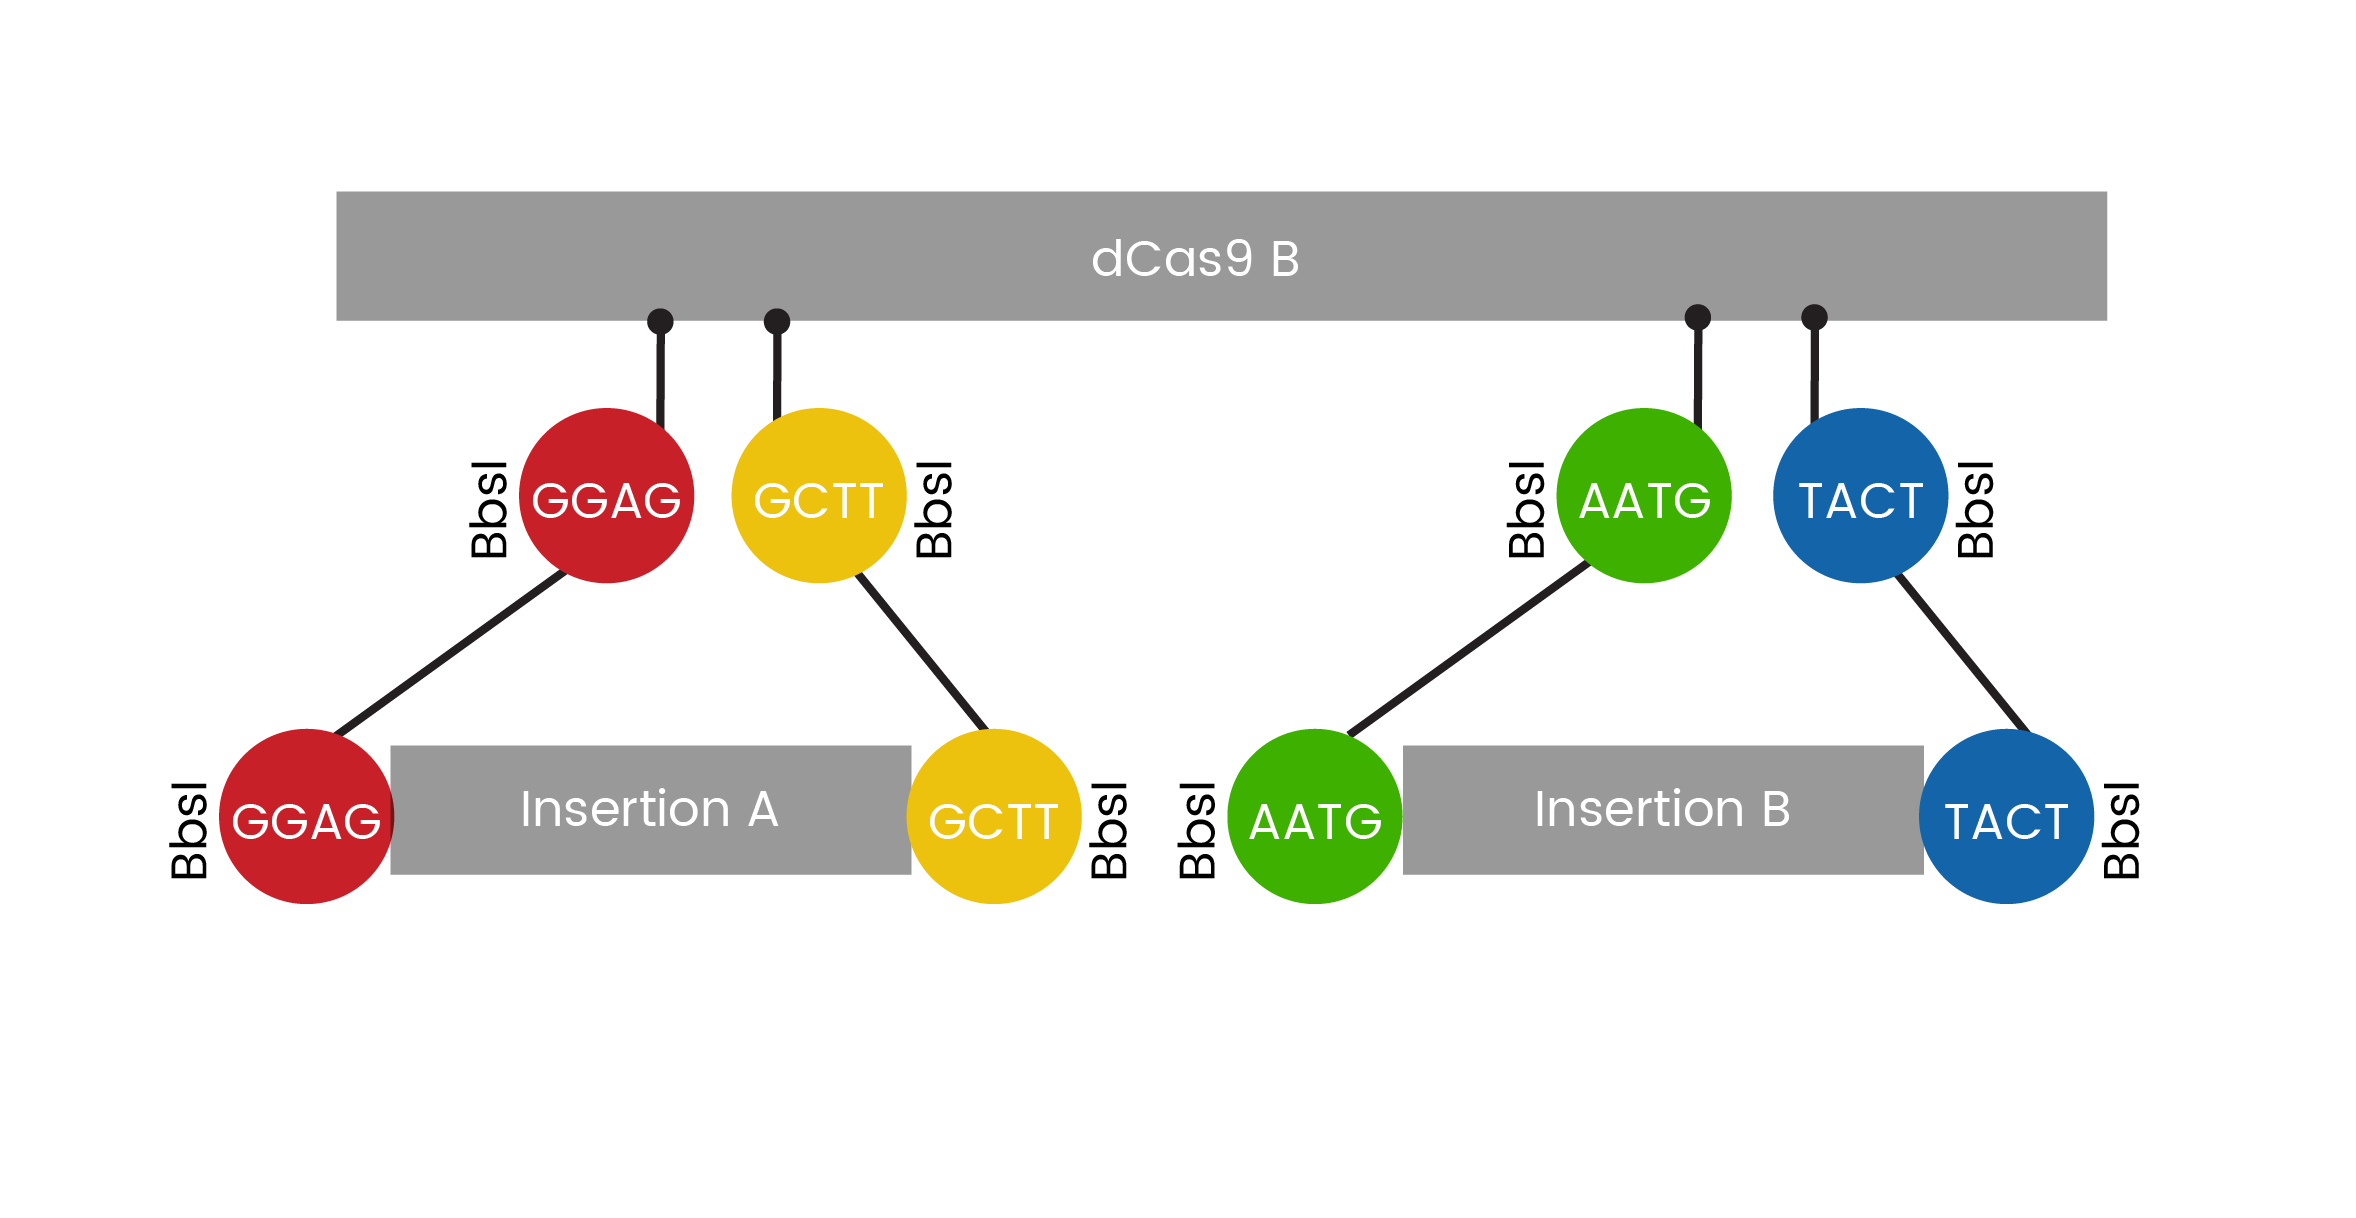 dCas9 B
BbsI
GGAG
GCTT
BbsI
BbsI
AATG
TACT
BbsI
BbsI
GGAG
Insertion A
GCTT
BbsI
BbsI
AATG
Insertion B
TACT
BbsI